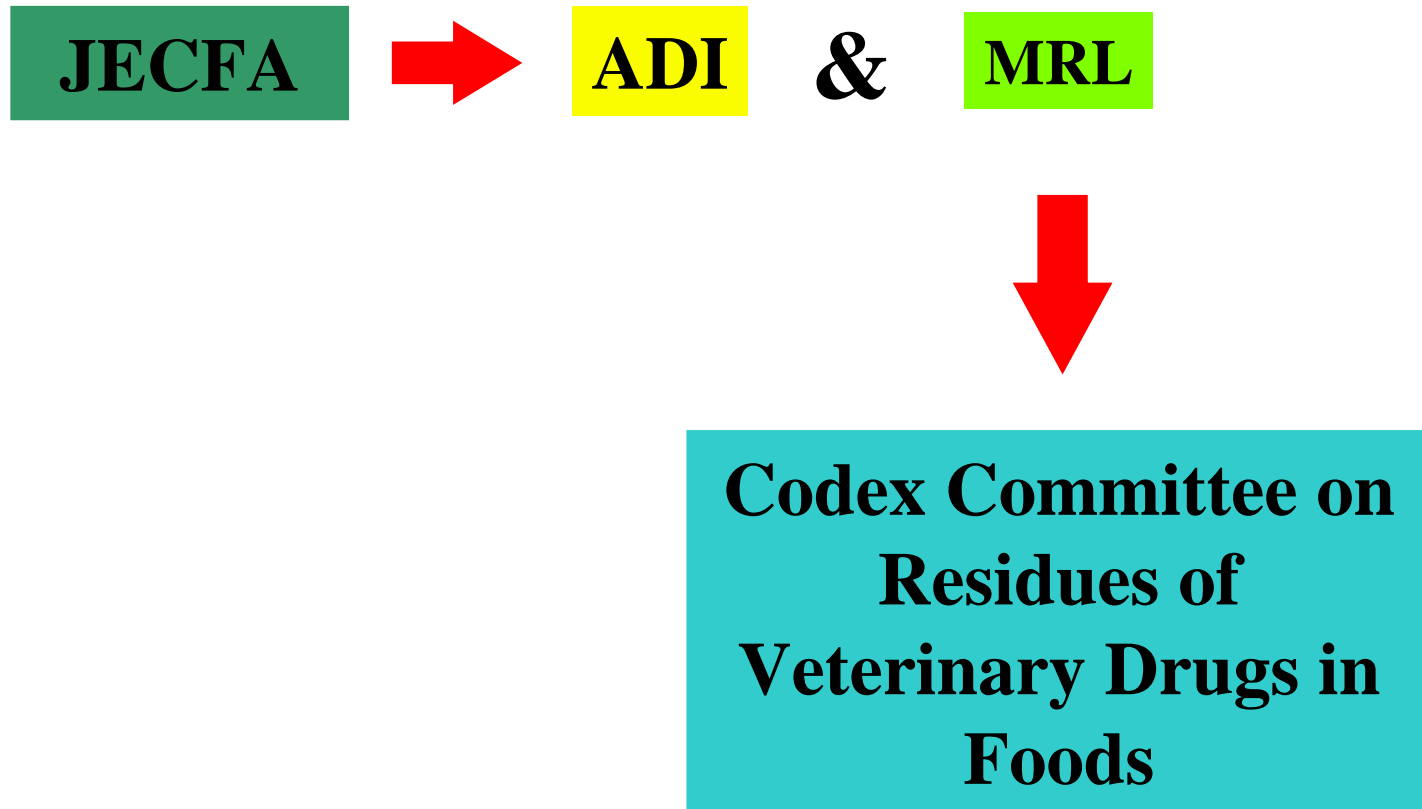 JECFA ADI & MRL
Codex Committee on
Residues of
Veterinary Drugs in
Foods